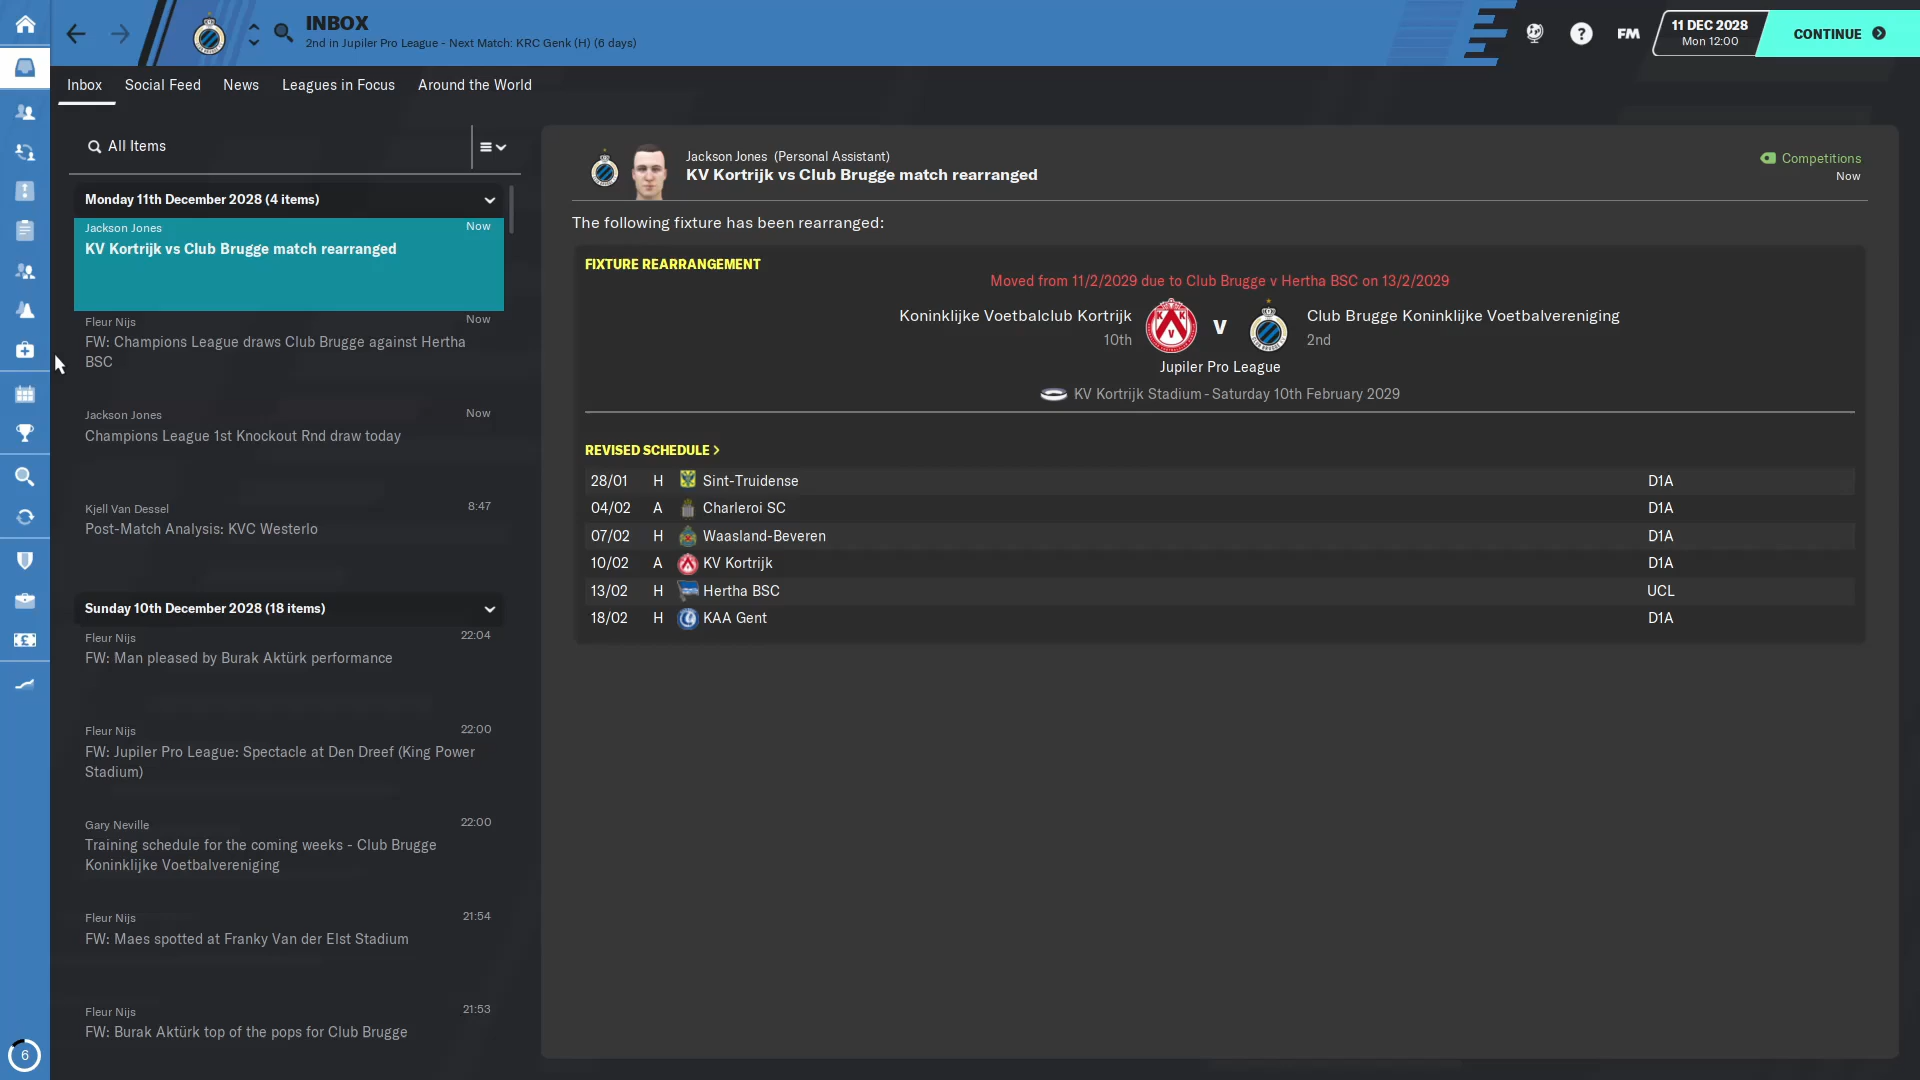 INBOX
2nd in Jupiler Pro League - Next Match: KRC Genk (H) (6 days)
?
FM
11 DEC 2028
Mon 12:00
CONTINUE
Inbox
Social Feed
News
Leagues in Focus
Around the World
All Items
Monday 11th December 2028 (4 items)
Jackson Jones
Now
KV Kortrijk vs Club Brugge match rearranged
Fleur Nijs
Now
FW: Champions League draws Club Brugge against Hertha
BSC
Jackson Jones
Now
Champions League 1st Knockout Rnd draw today
Kjell Van Dessel
8:47
Post-Match Analysis: KVC Westerlo
Sunday 10th December 2028 (18 items)
Fleur Nijs
22:04
FW: Man pleased by Burak Aktürk performance
Fleur Nijs
22:00
FW: Jupiler Pro League: Spectacle at Den Dreef (King Power
Stadium)
Gary Neville
22:00
Training schedule for the coming weeks - Club Brugge
Koninklijke Voetbalvereniging
Fleur Nijs
21:54
FW: Maes spotted at Franky Van der Elst Stadium
Fleur Nijs
21:53
FW: Burak Aktürk top of the pops for Club Brugge
6
Jackson Jones (Personal Assistant)
KV Kortrijk vs Club Brugge match rearranged
Competitions
Now
The following fixture has been rearranged:
FIXTURE REARRANGEMENT
Moved from 11/2/2029 due to Club Brugge v Hertha BSC on 13/2/2029
Koninklijke Voetbalclub Kortrijk
10th
V
Club Brugge Koninklijke Voetbalvereniging
2nd
Jupiler Pro League
KV Kortrijk Stadium - Saturday 10th February 2029
REVISED SCHEDULE >
28/01 H Sint-Truidense D1A
04/02 A Charleroi SC D1A
07/02 H Waasland-Beveren D1A
10/02 A KV Kortrijk D1A
13/02 H Hertha BSC UCL
18/02 H KAA Gent D1A